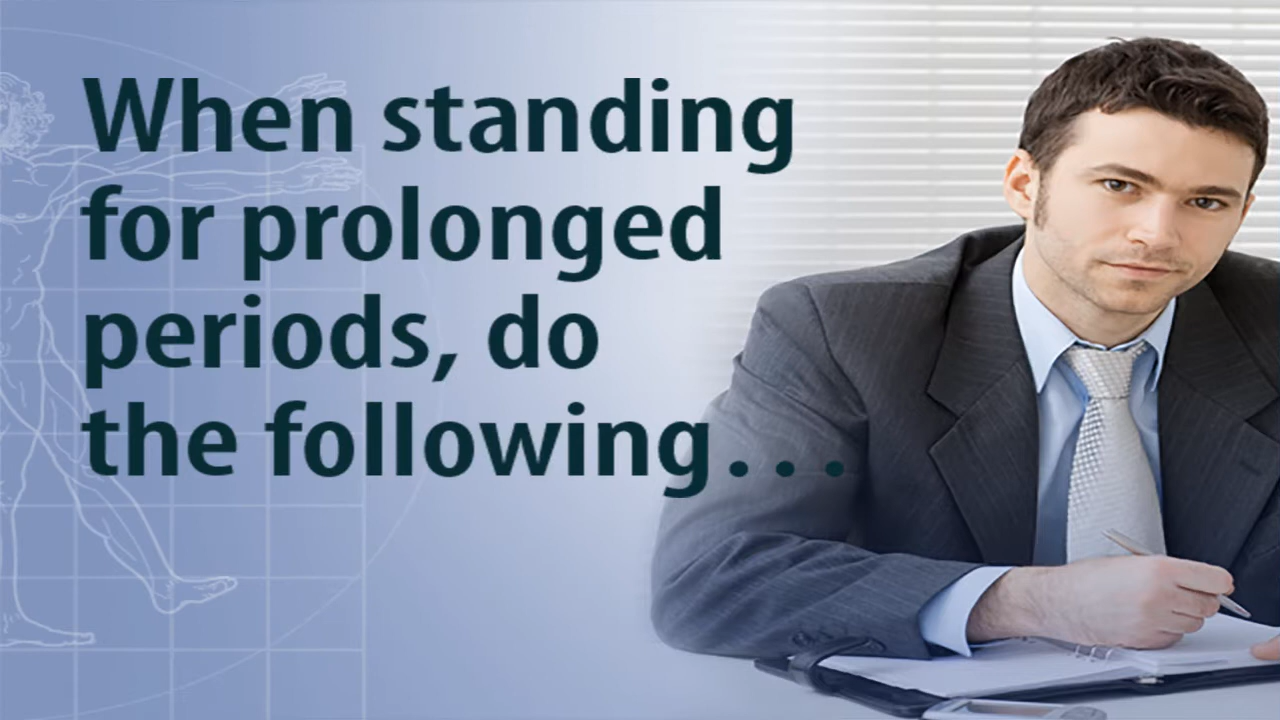 When standing
for prolonged
periods, do
the following...